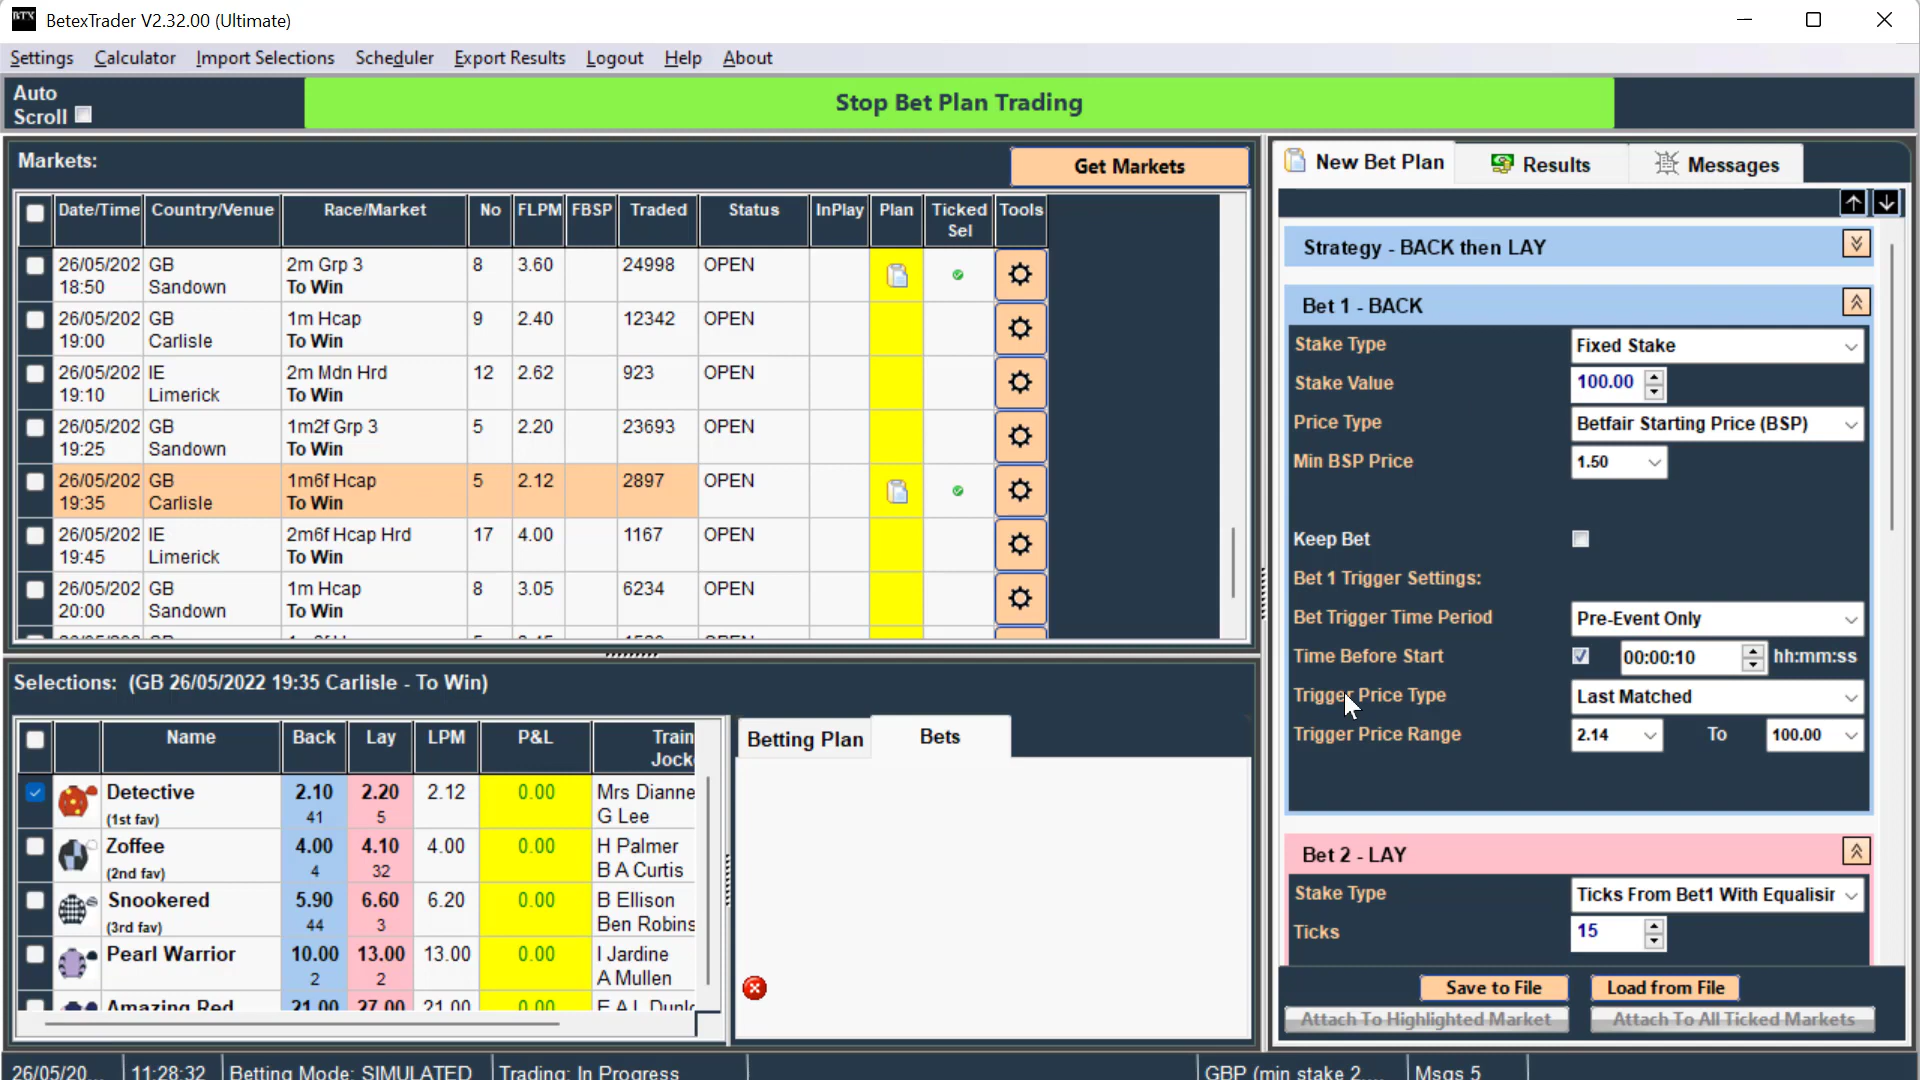 BTX BetexTrader V2.32.00 (Ultimate)
Settings Calculator Import Selections Scheduler Export Results Logout Help About
Auto
Scroll
Stop Bet Plan Trading
Markets:
Get Markets
Date/Time Country/Venue Race/Market No FLPM FBSP Traded Status InPlay Plan Ticked
Sel Tools
26/05/202 GB 2m Grp 3 8 3.60 24998 OPEN
18:50 Sandown To Win
26/05/202 GB 1m Hcap 9 2.40 12342 OPEN
19:00 Carlisle To Win
26/05/202 IE 2m Mdn Hrd 12 2.62 923 OPEN
19:10 Limerick To Win
26/05/202 GB 1m2f Grp 3 5 2.20 23693 OPEN
19:25 Sandown To Win
26/05/202 GB 1m6f Hcap 5 2.12 2897 OPEN
19:35 Carlisle To Win
26/05/202 IE 2m6f Hcap Hrd 17 4.00 1167 OPEN
19:45 Limerick To Win
26/05/202 GB 1m Hcap 8 3.05 6234 OPEN
20:00 Sandown To Win
Selections: (GB 26/05/2022 19:35 Carlisle - To Win)
Name Back Lay LPM P&L Train
Jock
Detective 2.10 2.20 2.12 0.00 Mrs Dianne
(1st fav) 41 5 G Lee
Zoffee 4.00 4.10 4.00 0.00 H Palmer
(2nd fav) 4 32 B A Curtis
Snookered 5.90 6.60 6.20 0.00 B Ellison
(3rd fav) 44 3 Ben Robins
Pearl Warrior 10.00 13.00 13.00 0.00 I Jardine
2 2 A Mullen
Amazing Red 21.00 27.00 21.00 0.00
Betting Plan Bets
New Bet Plan Results Messages
Strategy - BACK then LAY
Bet 1 - BACK
Stake Type Fixed Stake
Stake Value 100.00
Price Type Betfair Starting Price (BSP)
Min BSP Price 1.50
Keep Bet
Bet 1 Trigger Settings:
Bet Trigger Time Period Pre-Event Only
Time Before Start 00:00:10 hh:mm:ss
Trigger Price Type Last Matched
Trigger Price Range 2.14 To 100.00
Bet 2 - LAY
Stake Type Ticks From Bet1 With Equalisir
Ticks 15
Save to File Load from File
Attach To Highlighted Market Attach To All Ticked Markets
26/05/20... 11:28:32 Betting Mode: SIMULATED Trading: In Progress GBP (min stake 2.... Msgs 5